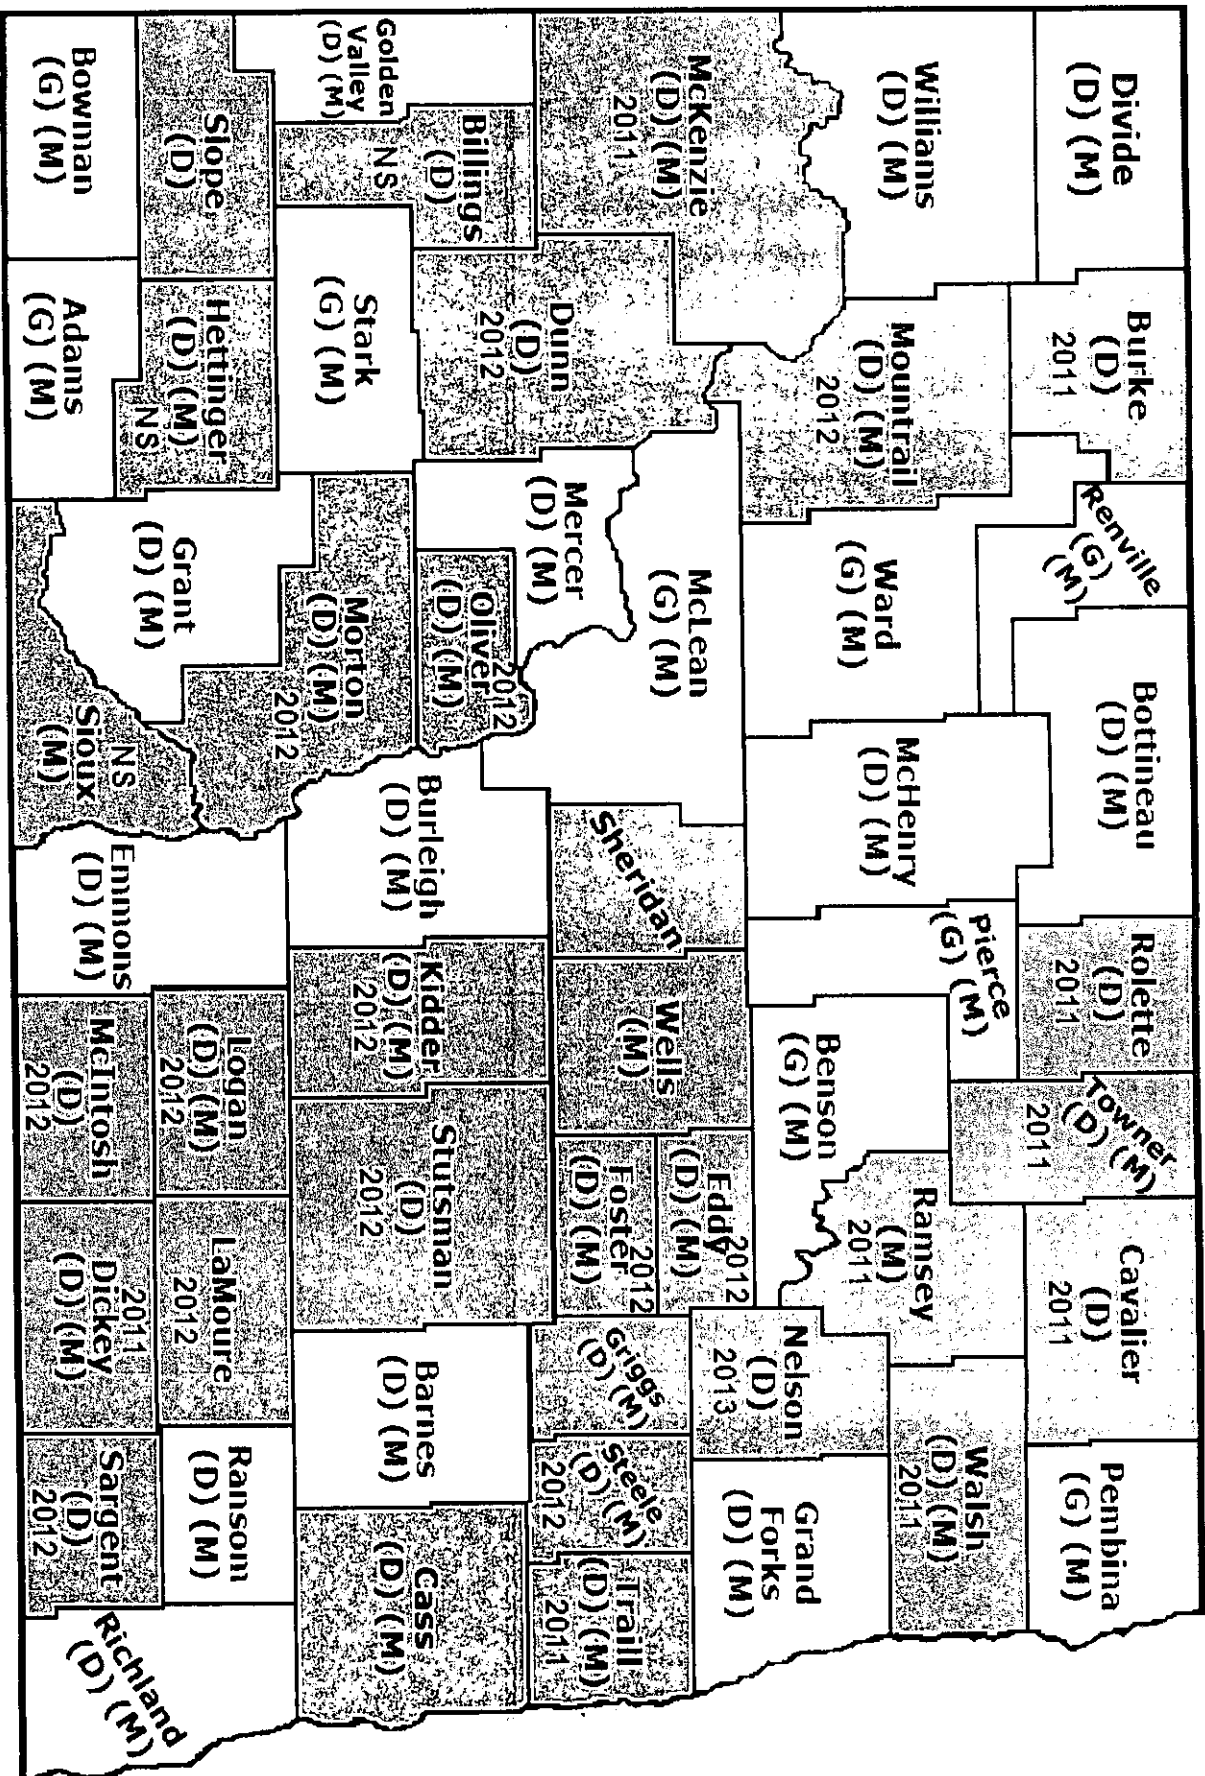 Divide
(D) (M)
Burke
(D)
2011
Renville
(G)
(M)
Bottineau
(D) (M)
Rolette
(D)
2011
Towner
(D) (M)
2011
Cavalier
(D)
2011
Pembina
(G) (M)
Williams
(D) (M)
Mountrail
(D) (M)
2012
Ward
(G) (M)
McHenry
(D) (M)
Pierce
(G) (M)
Benson
(G) (M)
Ramsey
(M)
2011
Walsh
(D) (M)
2011
McKenzie
(D) (M)
2011
McLean
(G) (M)
Sheridan
Wells
(M)
2012
Eddy
(D) (M)
2012
Foster
(D) (M)
Nelson
(D)
2013
Grand
Forks
(D) (M)
Golden
Valley
(D) (M)
Billings
(D)
NS
Dunn
(D)
2012
Mercer
(D) (M)
2012
Oliver
(D) (M)
Griggs
(D) (M)
Steele
(D) (M)
2012
Traill
(D) (M)
2011
Stark
(G) (M)
Morton
(D) (M)
2012
Burleigh
(D) (M)
Kidder
(D) (M)
2012
Stutsman
(D)
2012
Barnes
(D) (M)
Cass
(D) (M)
Slope
(D)
Hettinger
(D) (M)
NS
Grant
(D) (M)
Logan
(D) (M)
2012
LaMoure
2012
Ransom
(D) (M)
Bowman
(G) (M)
Adams
(G) (M)
NS
Sioux
(M)
Emmons
(D) (M)
McIntosh
(D)
2012
2011
Dickey
(D) (M)
Sargent
(D)
2012
Richland
(D) (M)